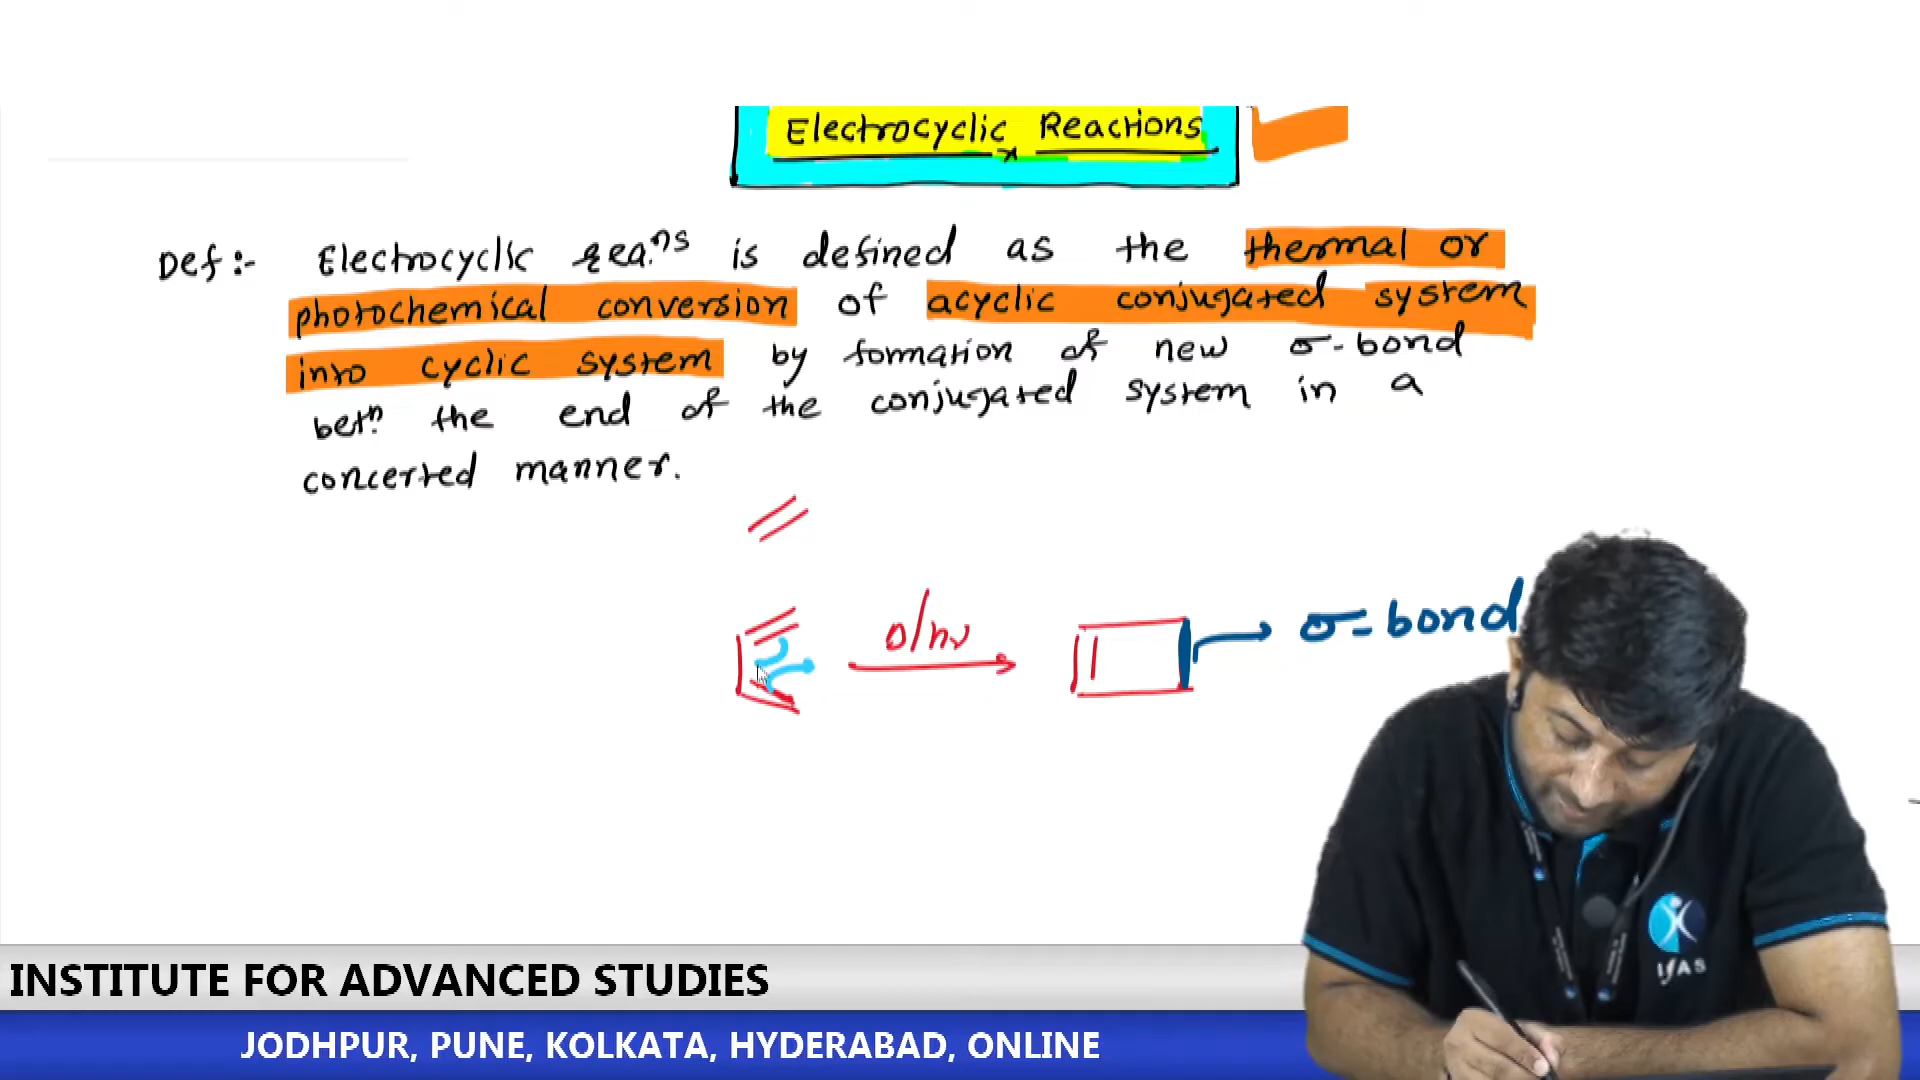 Electrocyclic Reactions
Def:- Electrocyclic rea.ns is defined as the thermal or
photochemical conversion of acyclic conjugated system
into cyclic system by formation of new σ-bond
bet.n the end of the conjugated system in a
concerted manner.
Δ/hν
σ-bond
IFAS
INSTITUTE FOR ADVANCED STUDIES
JODHPUR, PUNE, KOLKATA, HYDERABAD, ONLINE